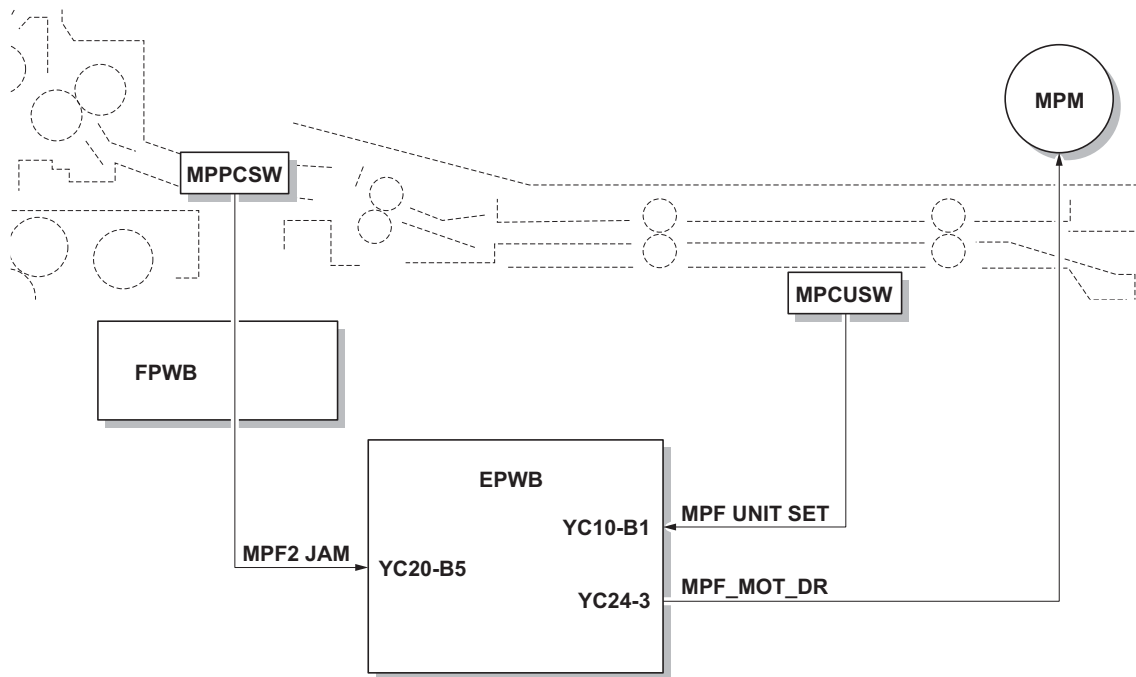 MPM
MPPCSW
MPCUSW
FPWB
EPWB
YC10-B1
MPF UNIT SET
MPF2 JAM
YC20-B5
YC24-3
MPF_MOT_DR